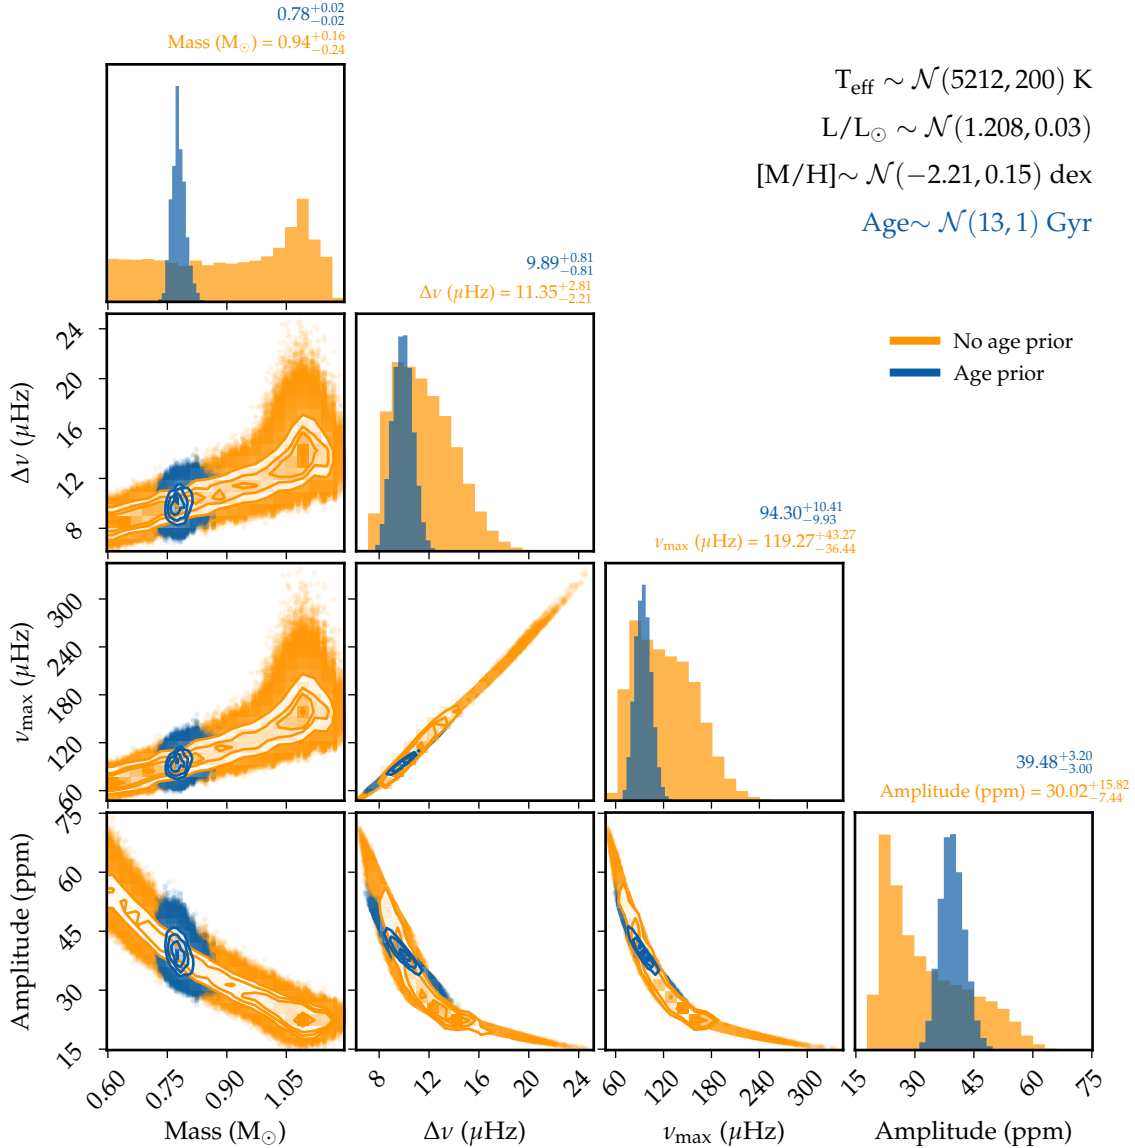 0.78+0.02−0.02
Mass (M⊙) = 0.94+0.16−0.24
T_eff ∼ 𝒩(5212, 200) K
L/L⊙ ∼ 𝒩(1.208, 0.03)
[M/H]∼ 𝒩(−2.21, 0.15) dex
Age∼ 𝒩(13, 1) Gyr
9.89+0.81−0.81
Δν (μHz) = 11.35+2.81−2.21
No age prior
Age prior
24
20
16
12
8
Δν (μHz)
94.30+10.41−9.93
ν_max (μHz) = 119.27+43.27−36.44
300
240
180
120
60
ν_max (μHz)
39.48+3.20−3.00
Amplitude (ppm) = 30.02+15.82−7.44
75
60
45
30
15
Amplitude (ppm)
0.60 0.75 0.90 1.05
8 12 16 20 24
60 120 180 240 300
15 30 45 60 75
Mass (M⊙)
Δν (μHz)
ν_max (μHz)
Amplitude (ppm)